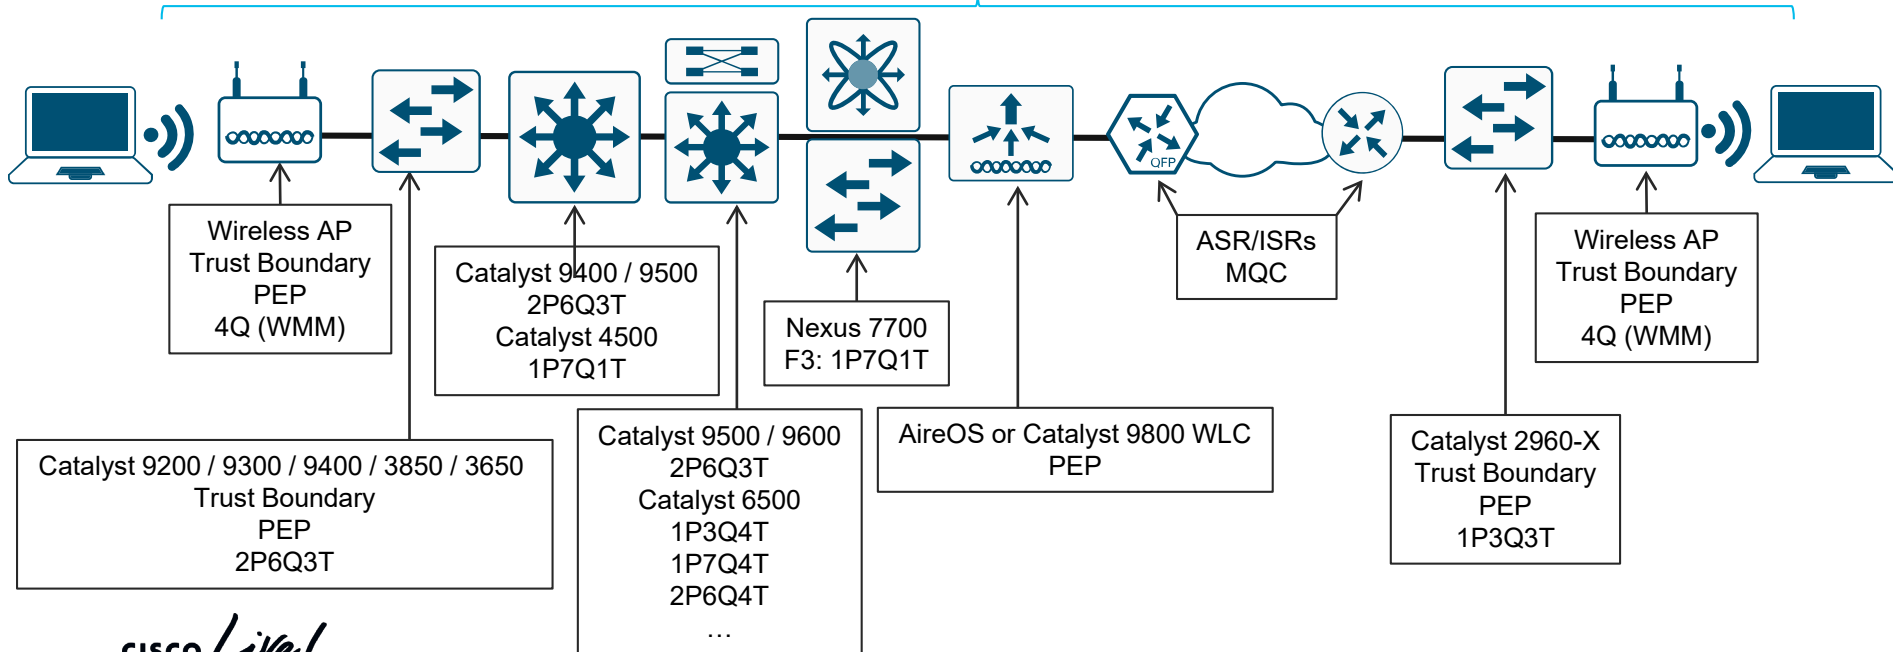 QFP
Wireless AP
Trust Boundary
PEP
4Q (WMM)
Catalyst 9200 / 9300 / 9400 / 3850 / 3650
Trust Boundary
PEP
2P6Q3T
Catalyst 9400 / 9500
2P6Q3T
Catalyst 4500
1P7Q1T
Catalyst 9500 / 9600
2P6Q3T
Catalyst 6500
1P3Q4T
1P7Q4T
2P6Q4T
…
Nexus 7700
F3: 1P7Q1T
AireOS or Catalyst 9800 WLC
PEP
ASR/ISRs
MQC
Catalyst 2960-X
Trust Boundary
PEP
1P3Q3T
Wireless AP
Trust Boundary
PEP
4Q (WMM)
cisco Live!